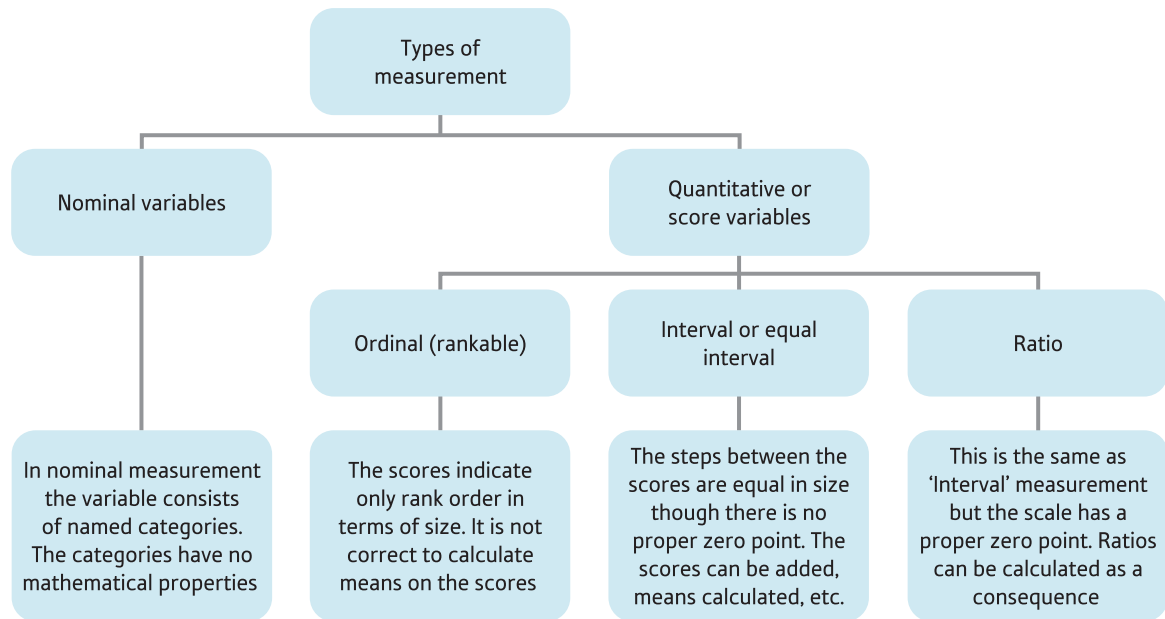 Types of
measurement
Nominal variables
Quantitative or
score variables
Ordinal (rankable)
Interval or equal
interval
Ratio
In nominal measurement
the variable consists
of named categories.
The categories have no
mathematical properties
The scores indicate
only rank order in
terms of size. It is not
correct to calculate
means on the scores
The steps between the
scores are equal in size
though there is no
proper zero point. The
scores can be added,
means calculated, etc.
This is the same as
‘Interval’ measurement
but the scale has a
proper zero point. Ratios
can be calculated as a
consequence